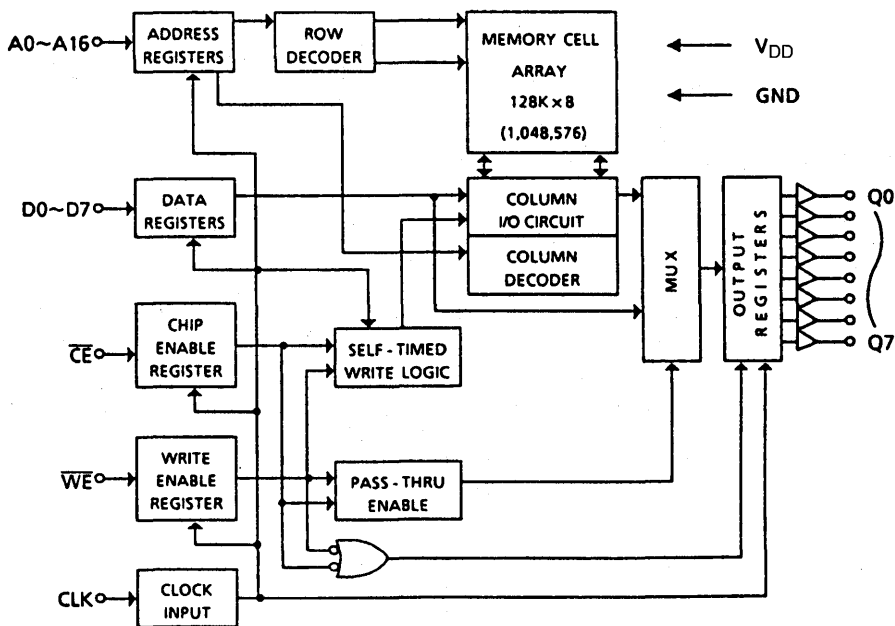 A0~A16
ADDRESS
REGISTERS
ROW
DECODER
MEMORY CELL
ARRAY
128K × 8
(1,048,576)
VDD
GND
D0~D7
DATA
REGISTERS
COLUMN
I/O CIRCUIT
COLUMN
DECODER
MUX
OUTPUT
REGISTERS
Q0
Q7
CE
CHIP
ENABLE
REGISTER
SELF - TIMED
WRITE LOGIC
WE
WRITE
ENABLE
REGISTER
PASS - THRU
ENABLE
CLK
CLOCK
INPUT